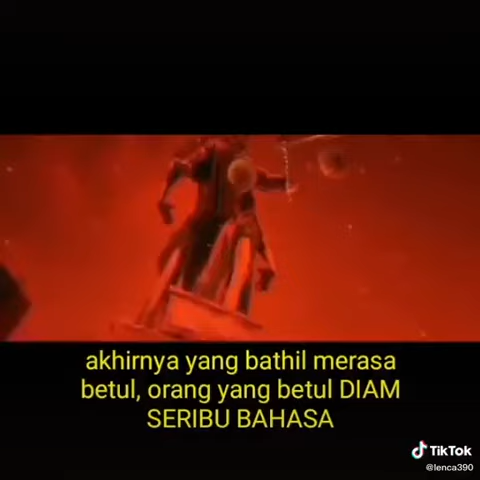 akhirnya yang bathil merasa
betul, orang yang betul DIAM
SERIBU BAHASA
TikTok
@lenca390